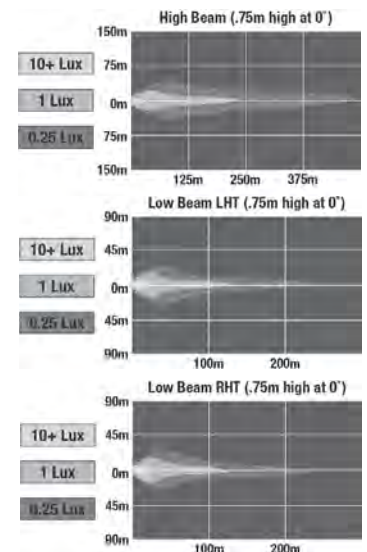 High Beam (.75m high at 0˚)
150m
10+ Lux
75m
1 Lux
0m
0.25 Lux
75m
150m
125m 250m 375m
Low Beam LHT (.75m high at 0˚)
90m
10+ Lux
45m
1 Lux
0m
0.25 Lux
45m
90m
100m 200m
Low Beam RHT (.75m high at 0˚)
90m
10+ Lux
45m
1 Lux
0m
0.25 Lux
45m
90m
100m 200m